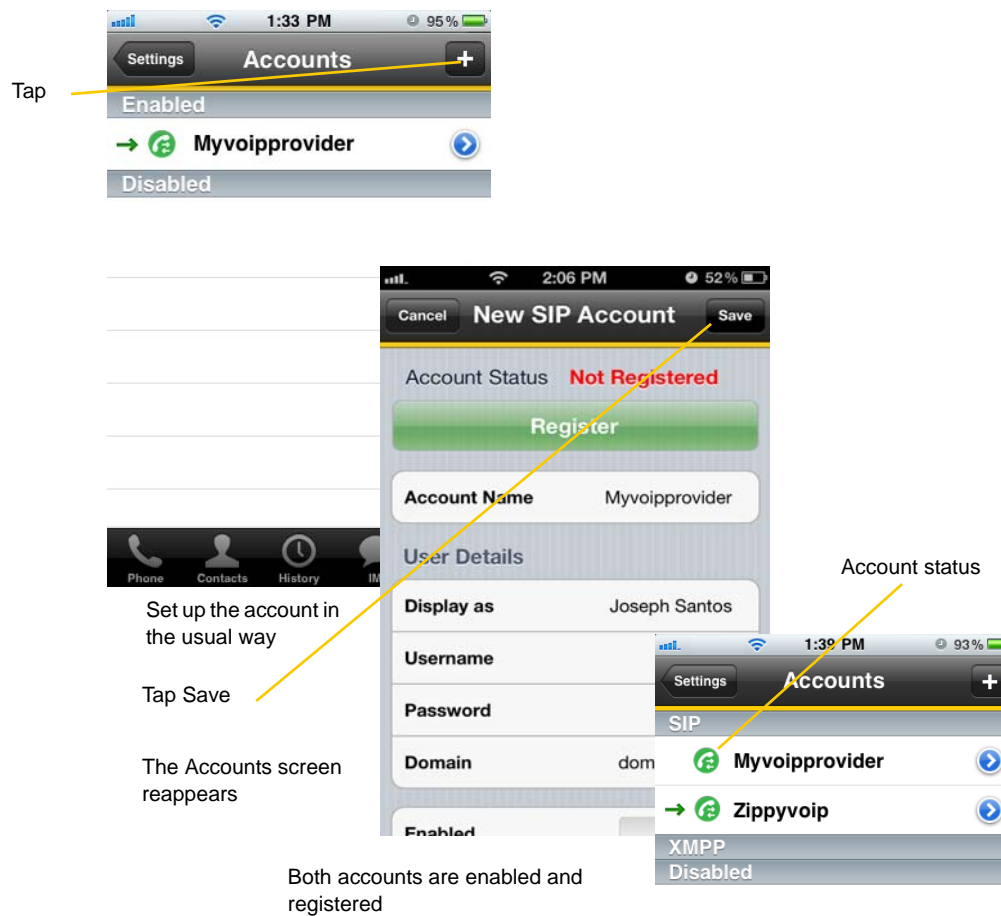 1:33 PM
95%
Settings
Accounts
+
Tap
Enabled
Myvoipprovider
Disabled
2:06 PM
52%
Cancel
New SIP Account
Save
Account Status Not Registered
Register
Account Name Myvoipprovider
User Details
Display as Joseph Santos
Username
Password
Domain dom
Enabled
Phone
Contacts
History
IM
Set up the account in
the usual way
Tap Save
The Accounts screen
reappears
Account status
1:39 PM
93%
Settings
Accounts
+
SIP
Myvoipprovider
Zippyvoip
XMPP
Disabled
Both accounts are enabled and
registered